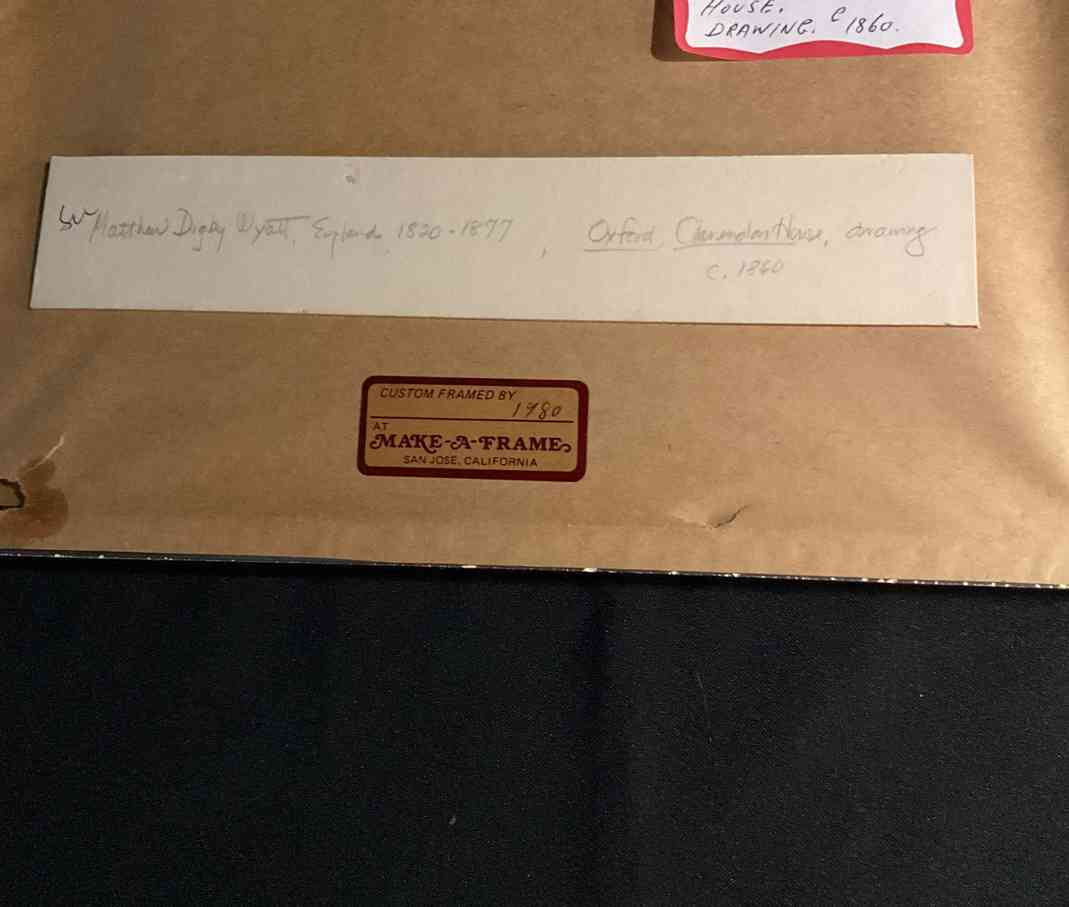 HOUSE.
DRAWING. C 1860.
Sir Matthew Digby Wyatt, England, 1820-1877, Oxford, Clarendon House, drawing
c. 1860
CUSTOM FRAMED BY
1980
AT
MAKE-A-FRAME
SAN JOSE, CALIFORNIA